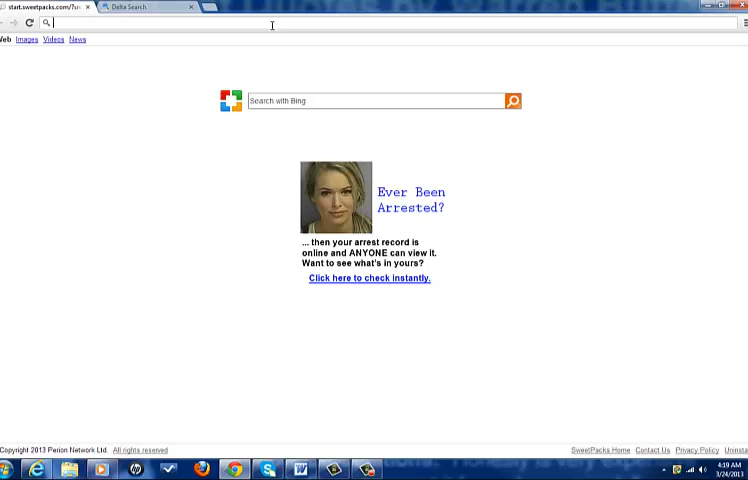 start.sweetpacks.com/?u
Delta Search
Web Images Videos News
Search with Bing
Ever Been
Arrested?
... then your arrest record is
online and ANYONE can view it.
Want to see what's in yours?
Click here to check instantly.
Copyright 2013 Perion Network Ltd. All rights reserved
SweetPacks Home Contact Us Privacy Policy Uninsta
4:19 AM
3/24/2013